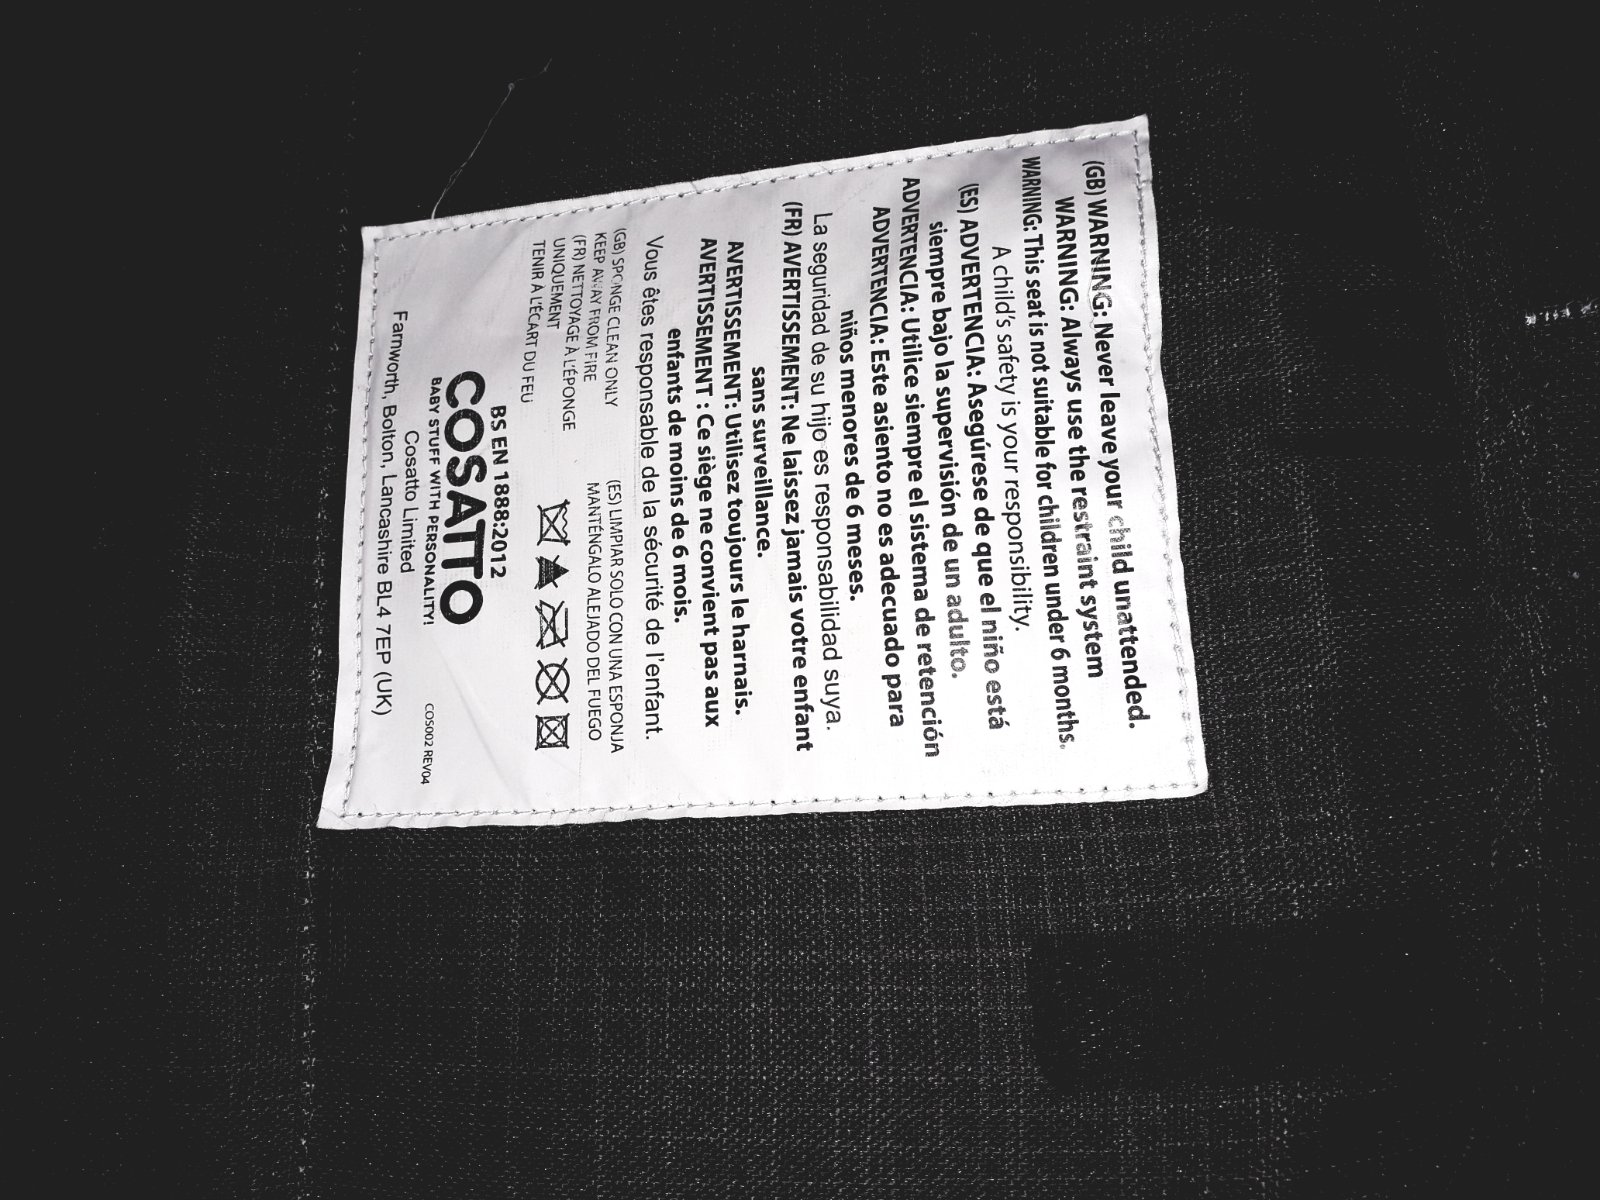 (GB) WARNING: Never leave your child unattended.
WARNING: Always use the restraint system
WARNING: This seat is not suitable for children under 6 months.
A child's safety is your responsibility.
(ES) ADVERTENCIA: Asegúrese de que el niño está
siempre bajo la supervisión de un adulto.
ADVERTENCIA: Utilice siempre el sistema de retención
ADVERTENCIA: Este asiento no es adecuado para
niños menores de 6 meses.
La seguridad de su hijo es responsabilidad suya.
(FR) AVERTISSEMENT: Ne laissez jamais votre enfant
sans surveillance.
AVERTISSEMENT: Utilisez toujours le harnais.
AVERTISSEMENT : Ce siège ne convient pas aux
enfants de moins de 6 mois.
Vous êtes responsable de la sécurité de l'enfant.
(GB) SPONGE CLEAN ONLY
KEEP AWAY FROM FIRE
(FR) NETTOYAGE À L'ÉPONGE
UNIQUEMENT
TENIR À L'ÉCART DU FEU
(ES) LIMPIAR SOLO CON UNA ESPONJA
MANTÉNGALO ALEJADO DEL FUEGO
BS EN 1888:2012
COSATTO
BABY STUFF WITH PERSONALITY!
Cosatto Limited
Farnworth, Bolton, Lancashire BL4 7EP (UK)
COS002 REV04